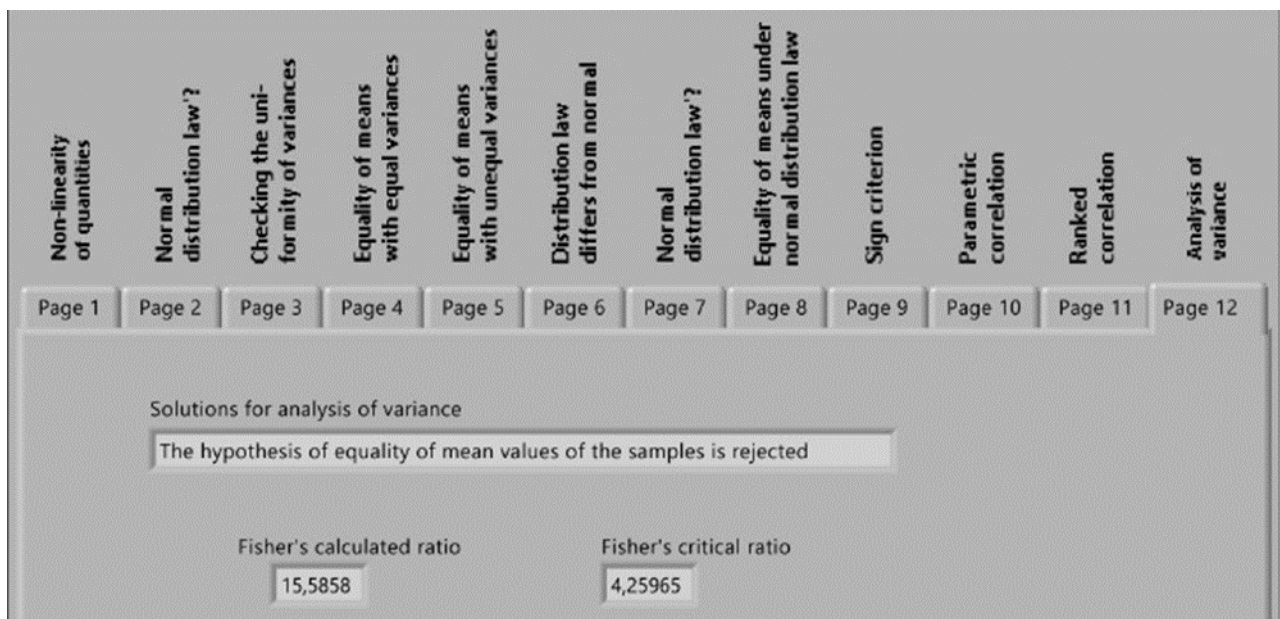 Non-linearity
of quantities
Normal
distribution law'?
Checking the uni-
formity of variances
Equality of means
with equal variances
Equality of means
with unequal variances
Distribution law
differs from normal
Normal
distribution law'?
Equality of means under
normal distribution law
Sign criterion
Parametric
correlation
Ranked
correlation
Analysis of
variance
Page 1 Page 2 Page 3 Page 4 Page 5 Page 6 Page 7 Page 8 Page 9 Page 10 Page 11 Page 12
Solutions for analysis of variance
The hypothesis of equality of mean values of the samples is rejected
Fisher's calculated ratio Fisher's critical ratio
15,5858 4,25965